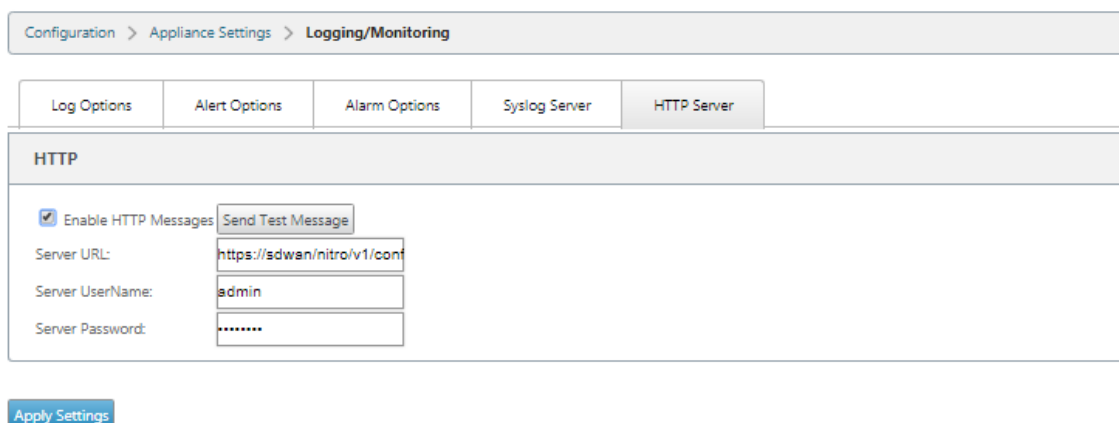 Configuration > Appliance Settings > Logging/Monitoring
Log Options Alert Options Alarm Options Syslog Server HTTP Server
HTTP
Enable HTTP Messages Send Test Message
Server URL: https://sdwan/nitro/v1/conf
Server UserName: admin
Server Password: ••••••••
Apply Settings